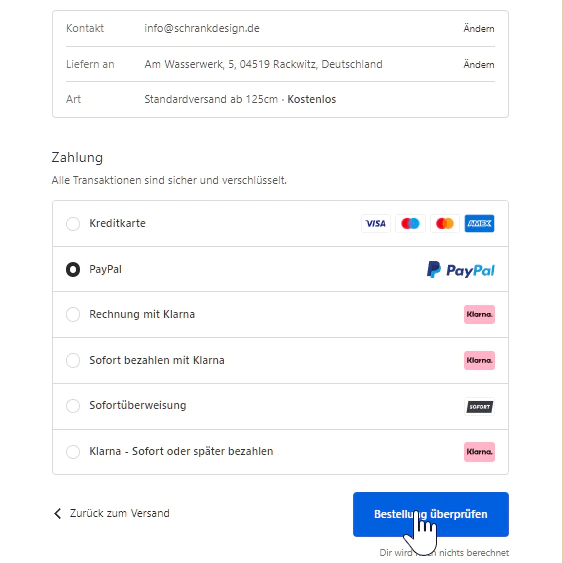 Kontakt info@schrankdesign.de Ändern
Liefern an Am Wasserwerk, 5, 04519 Rackwitz, Deutschland Ändern
Art Standardversand ab 125cm · Kostenlos
Zahlung
Alle Transaktionen sind sicher und verschlüsselt.
Kreditkarte VISA AMEX
PayPal PayPal
Rechnung mit Klarna Klarna.
Sofort bezahlen mit Klarna Klarna.
Sofortüberweisung SOFORT
Klarna - Sofort oder später bezahlen Klarna.
Zurück zum Versand Bestellung überprüfen
Dir wird nichts berechnet